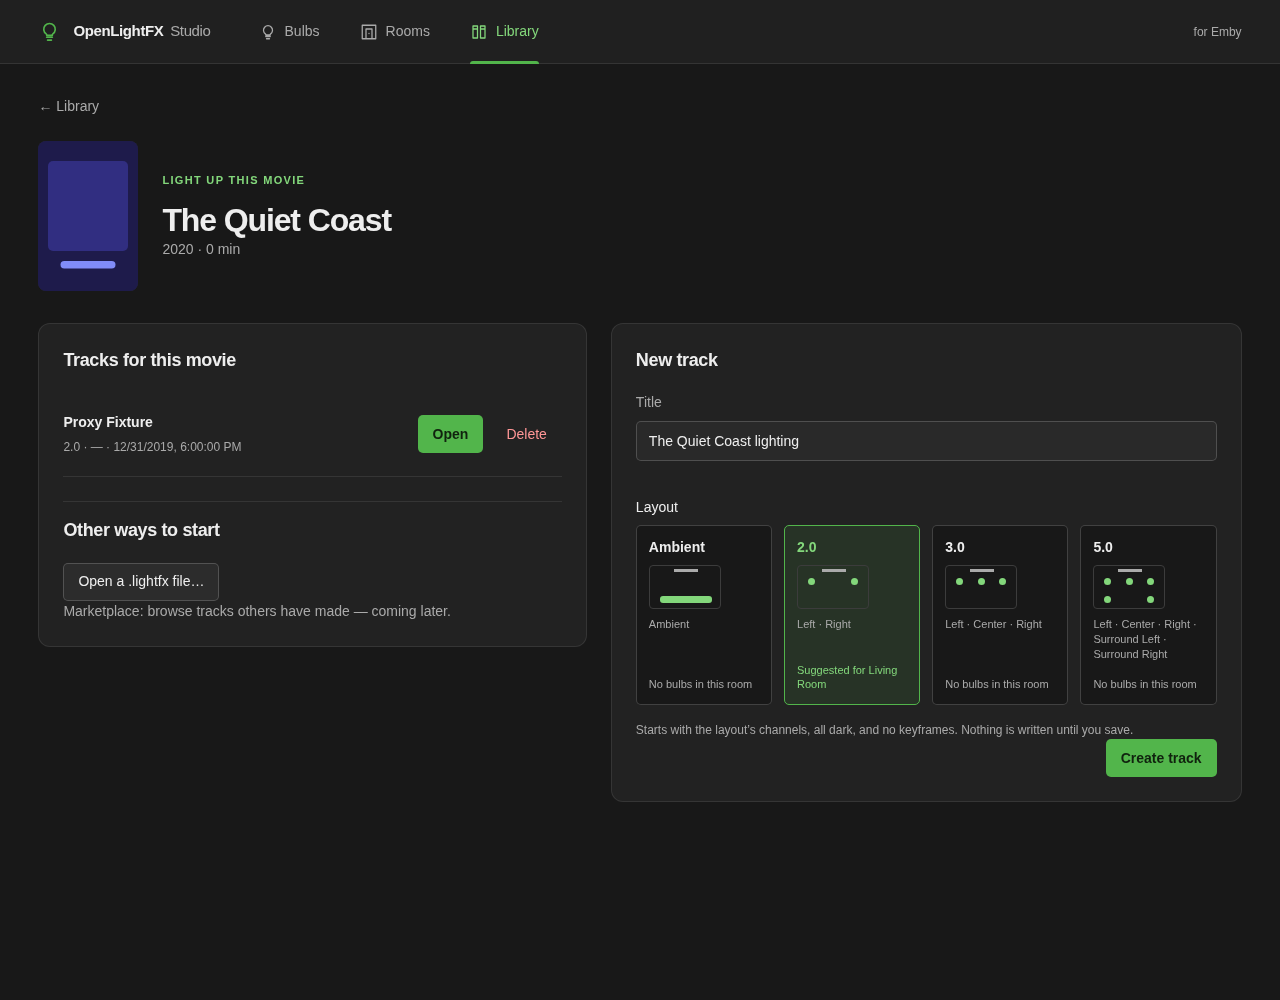 OpenLightFX Studio
Bulbs
Rooms
Library
for Emby
← Library
LIGHT UP THIS MOVIE
The Quiet Coast
2020 · 0 min
Tracks for this movie
Proxy Fixture
2.0 · — · 12/31/2019, 6:00:00 PM
Open
Delete
Other ways to start
Open a .lightfx file…
Marketplace: browse tracks others have made — coming later.
New track
Title
The Quiet Coast lighting
Layout
Ambient
Ambient
No bulbs in this room
2.0
Left · Right
Suggested for Living
Room
3.0
Left · Center · Right
No bulbs in this room
5.0
Left · Center · Right ·
Surround Left ·
Surround Right
No bulbs in this room
Starts with the layout's channels, all dark, and no keyframes. Nothing is written until you save.
Create track